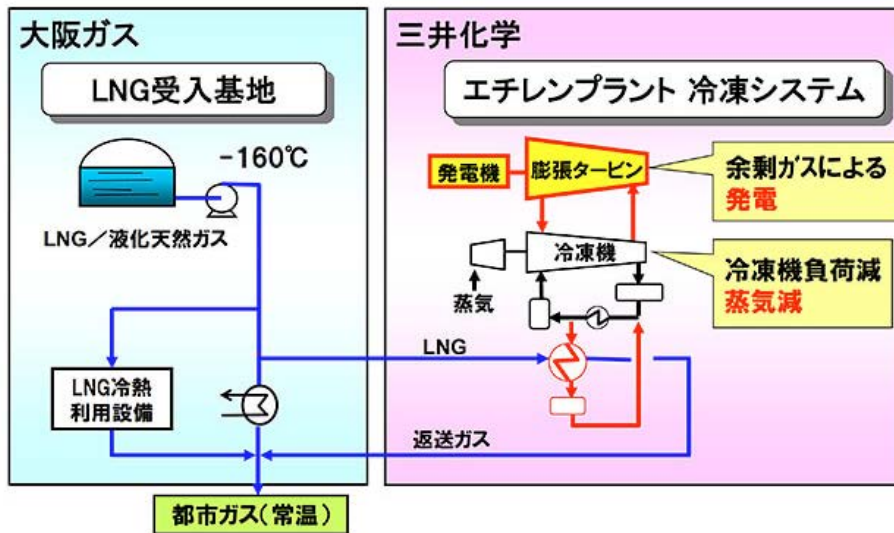 大阪ガス
LNG受入基地
-160℃
LNG／液化天然ガス
LNG冷熱
利用設備
都市ガス（常温）
三井化学
エチレンプラント 冷凍システム
発電機
膨張タービン
余剰ガスによる
発電
冷凍機
蒸気
冷凍機負荷減
蒸気減
LNG
返送ガス